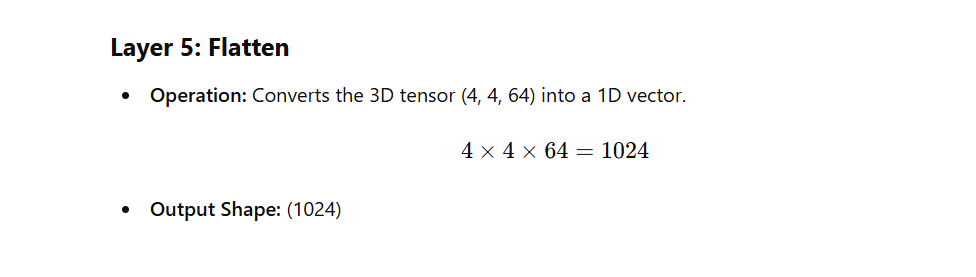 Layer 5: Flatten
• Operation: Converts the 3D tensor (4, 4, 64) into a 1D vector.
4 × 4 × 64 = 1024
• Output Shape: (1024)